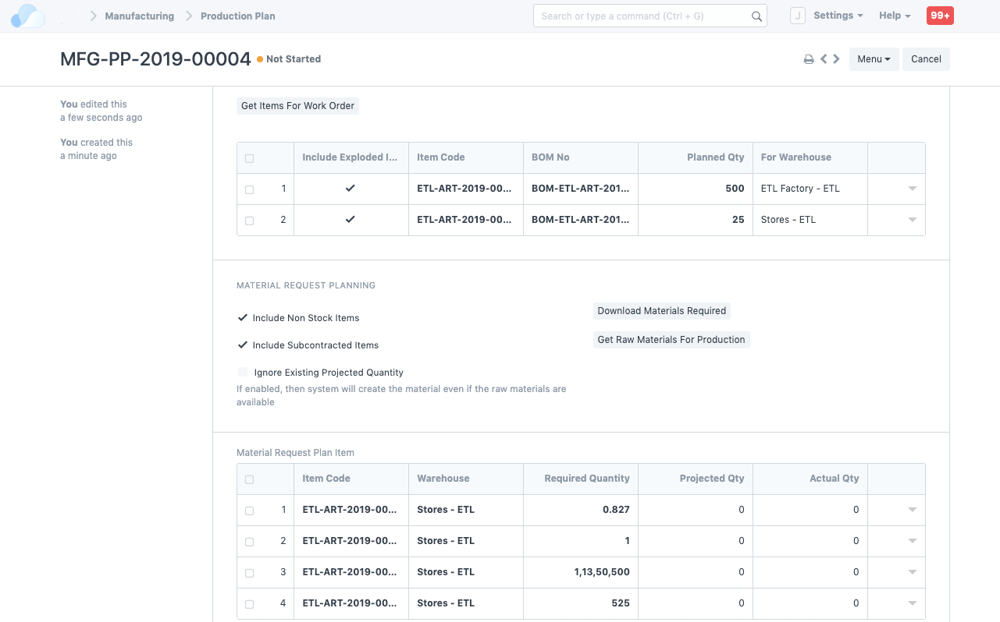 Manufacturing Production Plan
Search or type a command (Ctrl + G)
J Settings Help 99+
MFG-PP-2019-00004 Not Started
Menu Cancel
You edited this
a few seconds ago
You created this
a minute ago
Get Items For Work Order
Include Exploded I... Item Code BOM No Planned Qty For Warehouse
1 ETL-ART-2019-00... BOM-ETL-ART-201... 500 ETL Factory - ETL
2 ETL-ART-2019-00... BOM-ETL-ART-201... 25 Stores - ETL
MATERIAL REQUEST PLANNING
Include Non Stock Items
Include Subcontracted Items
Ignore Existing Projected Quantity
If enabled, then system will create the material even if the raw materials are
available
Download Materials Required
Get Raw Materials For Production
Material Request Plan Item
Item Code Warehouse Required Quantity Projected Qty Actual Qty
1 ETL-ART-2019-00... Stores - ETL 0.827 0 0
2 ETL-ART-2019-00... Stores - ETL 1 0 0
3 ETL-ART-2019-00... Stores - ETL 1,13,50,500 0 0
4 ETL-ART-2019-00... Stores - ETL 525 0 0